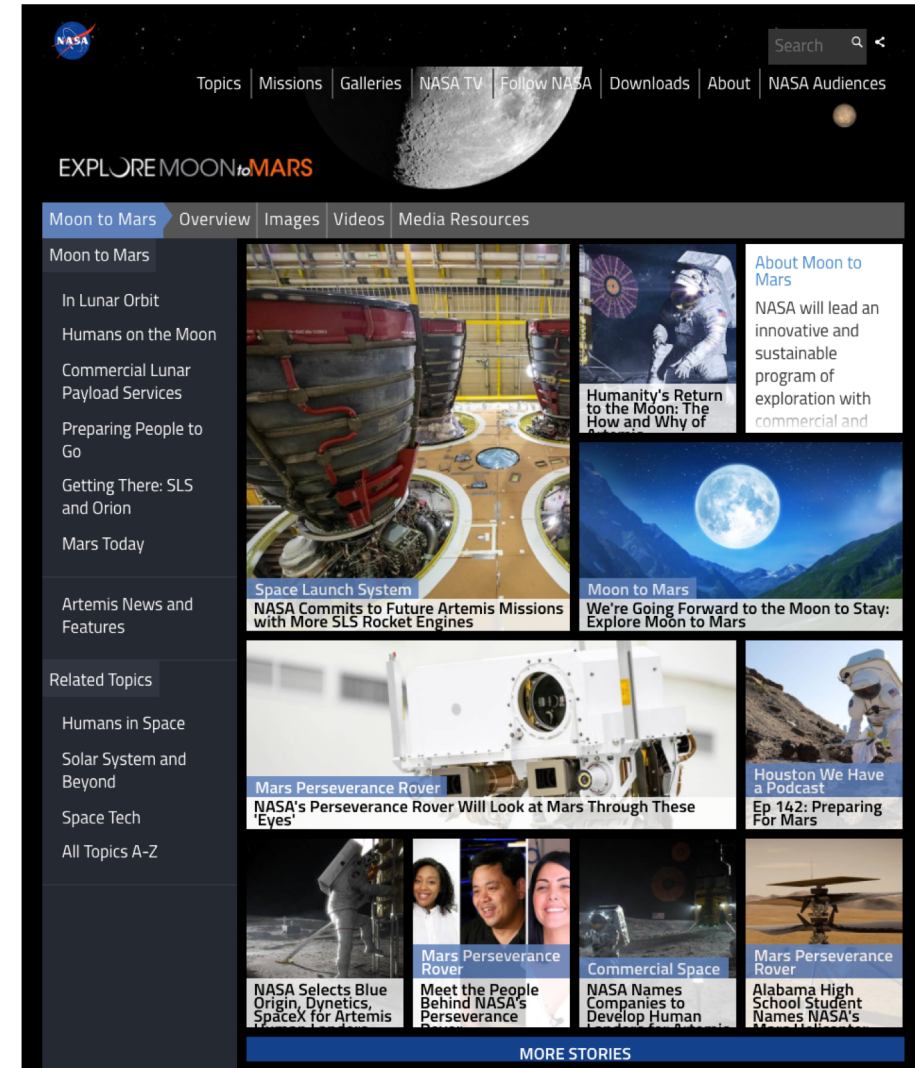 NASA
Search
Topics Missions Galleries NASA TV Follow NASA Downloads About NASA Audiences
EXPLORE MOON to MARS
Moon to Mars Overview Images Videos Media Resources
Moon to Mars
In Lunar Orbit
Humans on the Moon
Commercial Lunar
Payload Services
Preparing People to
Go
Getting There: SLS
and Orion
Mars Today
Artemis News and
Features
Related Topics
Humans in Space
Solar System and
Beyond
Space Tech
All Topics A-Z
Space Launch System
NASA Commits to Future Artemis Missions
with More SLS Rocket Engines
Humanity's Return
to the Moon: The
How and Why of
Artemis
About Moon to
Mars
NASA will lead an
innovative and
sustainable
program of
exploration with
commercial and
Moon to Mars
We're Going Forward to the Moon to Stay:
Explore Moon to Mars
Mars Perseverance Rover
NASA's Perseverance Rover Will Look at Mars Through These
'Eyes'
Houston We Have
a Podcast
Ep 142: Preparing
For Mars
NASA Selects Blue
Origin, Dynetics,
SpaceX for Artemis
Human Landers
Mars Perseverance
Rover
Meet the People
Behind NASA's
Perseverance
Rover
Commercial Space
NASA Names
Companies to
Develop Human
Landers for Artemis
Mars Perseverance
Rover
Alabama High
School Student
Names NASA's
Mars Helicopter
MORE STORIES